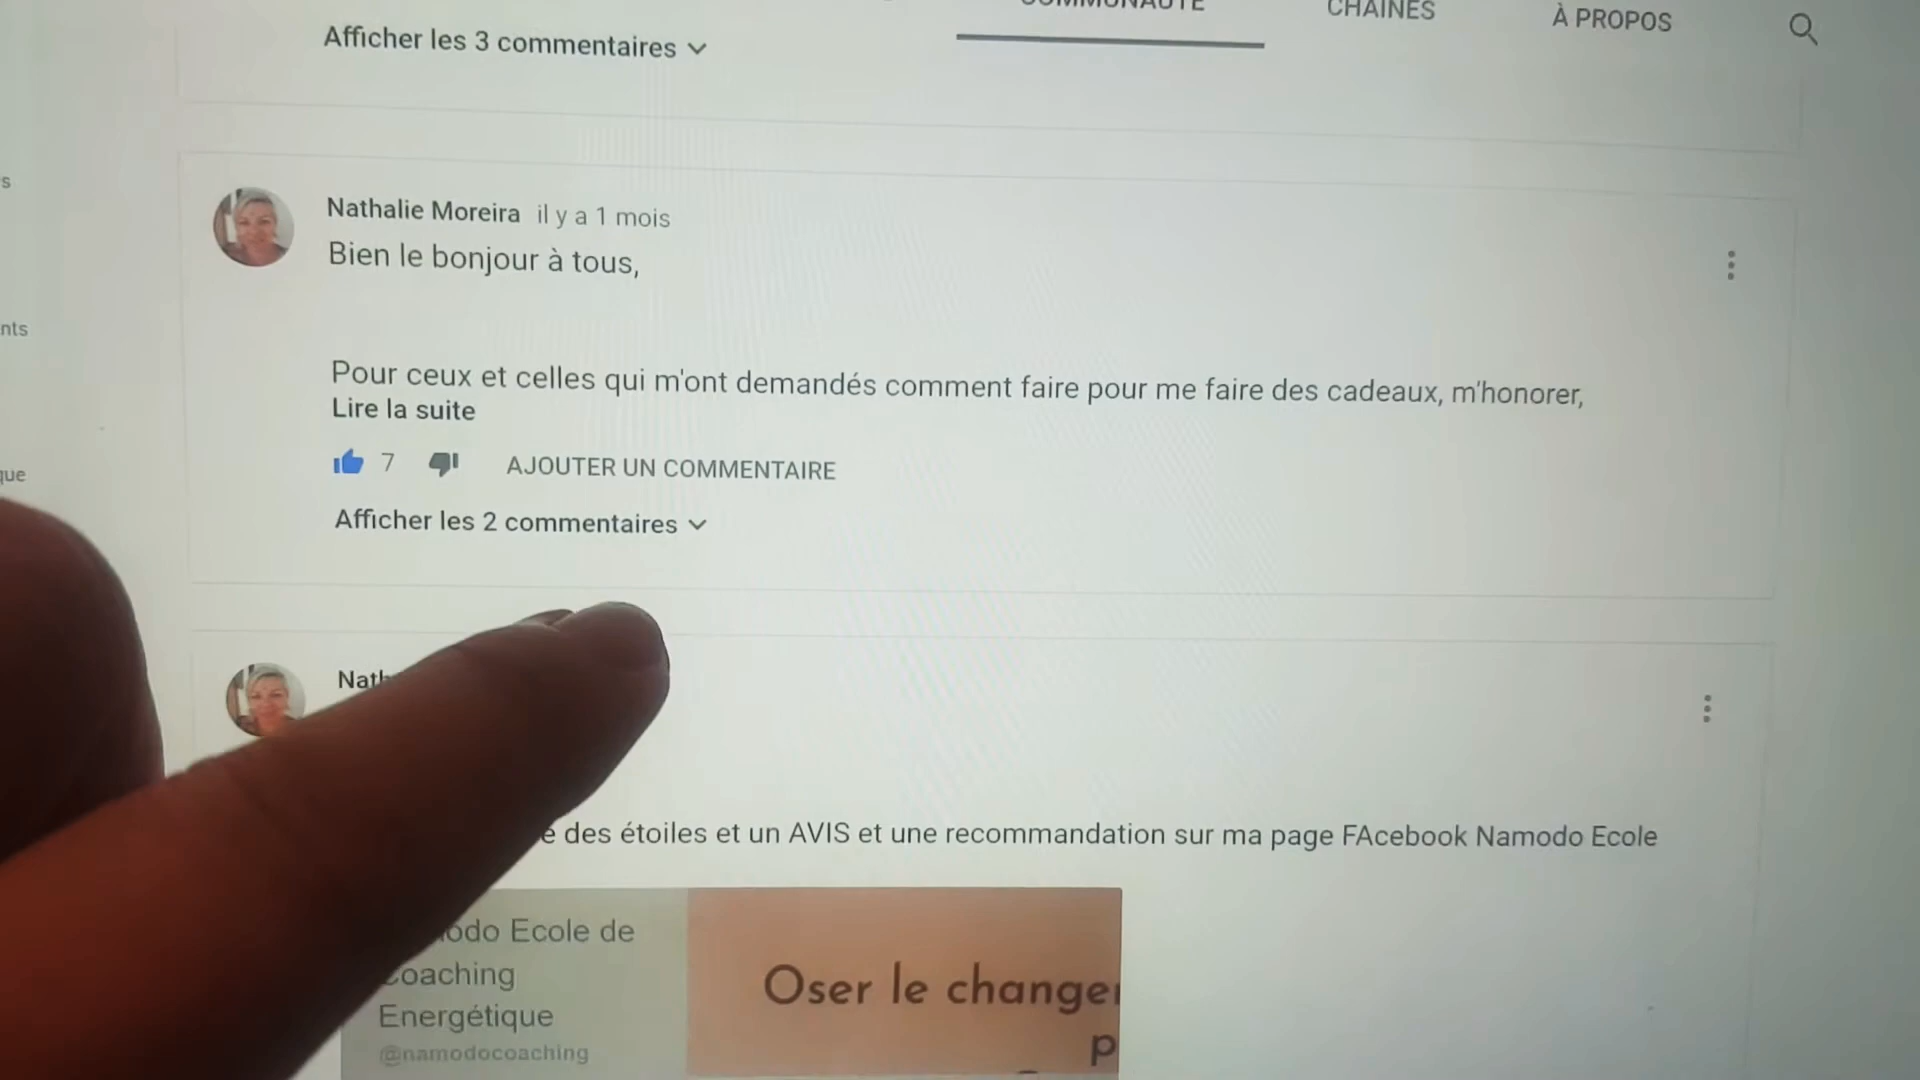 CHAÎNES
À PROPOS
Afficher les 3 commentaires
s
nts
que
Nathalie Moreira il y a 1 mois
Bien le bonjour à tous,
Pour ceux et celles qui m'ont demandés comment faire pour me faire des cadeaux, m'honorer,
Lire la suite
7
AJOUTER UN COMMENTAIRE
Afficher les 2 commentaires
des étoiles et un AVIS et une recommandation sur ma page FAcebook Namodo Ecole
Ecole de
Coaching
Energétique
@namodocoaching
Oser le change
p